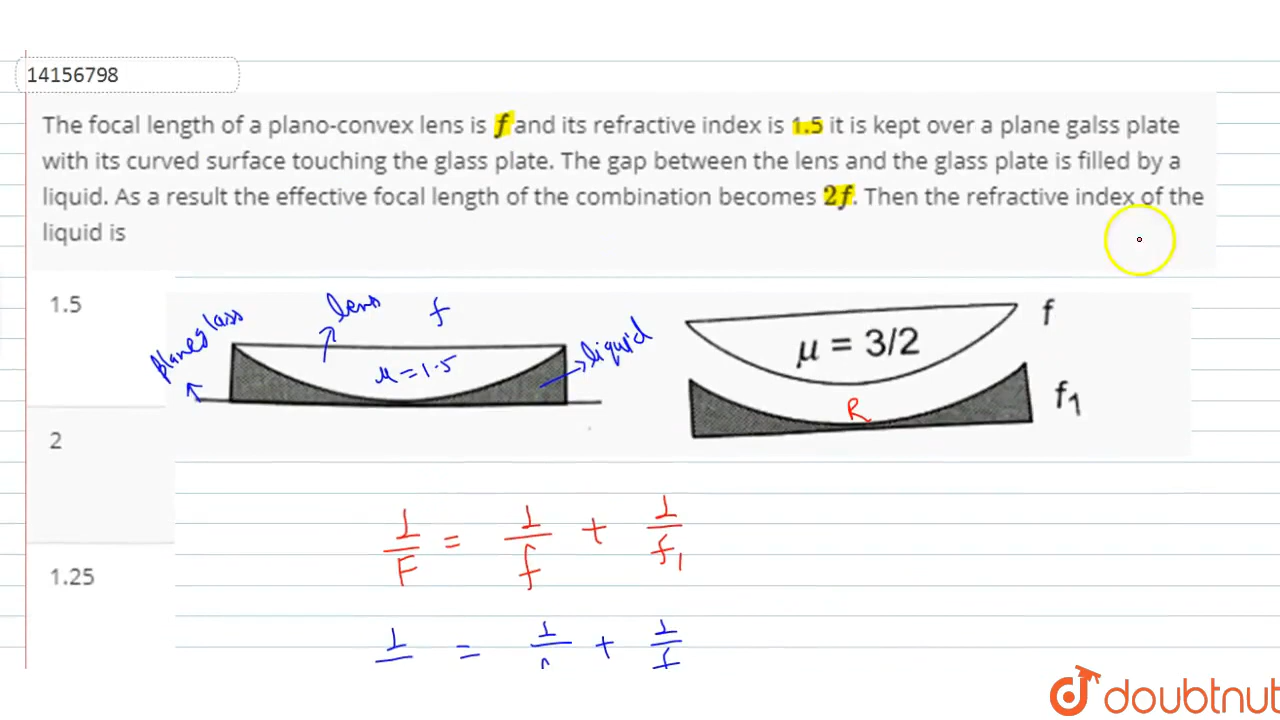 14156798
The focal length of a plano-convex lens is f and its refractive index is 1.5 it is kept over a plane galss plate
with its curved surface touching the glass plate. The gap between the lens and the glass plate is filled by a
liquid. As a result the effective focal length of the combination becomes 2f. Then the refractive index of the
liquid is
1.5
plane glass
lens
f
μ = 1.5
liquid
μ = 3/2
f
R
f₁
2
1/F = 1/f + 1/f₁
1.25
1 = 1 + 1
doubtnut